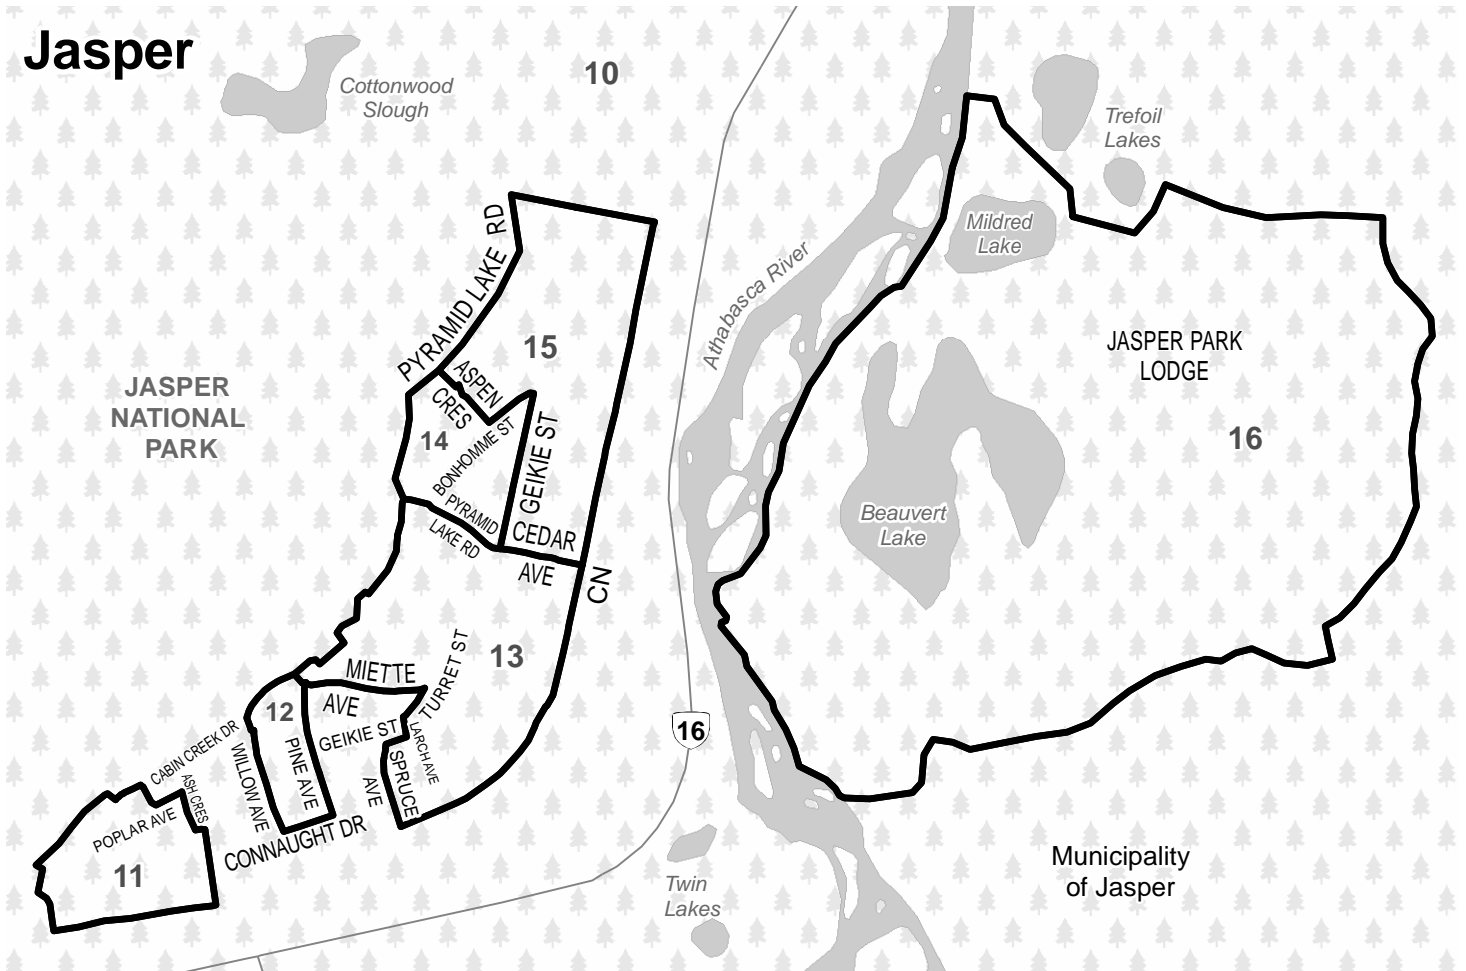 Jasper
Cottonwood
Slough
10
Trefoil
Lakes
Mildred
Lake
PYRAMID LAKE RD
Athabasca River
15
JASPER PARK
LODGE
JASPER
NATIONAL
PARK
ASPEN
CRES
14
BONHOMME ST
GEIKIE ST
16
PYRAMID
LAKE RD
CEDAR
AVE
CN
Beauvert
Lake
MIETTE
AVE
TURRET ST
13
12
GEIKIE ST
LARCH AVE
16
CABIN CREEK DR
WILLOW AVE
PINE AVE
SPRUCE
AVE
ASH CRES
POPLAR AVE
CONNAUGHT DR
11
Twin
Lakes
Municipality
of Jasper